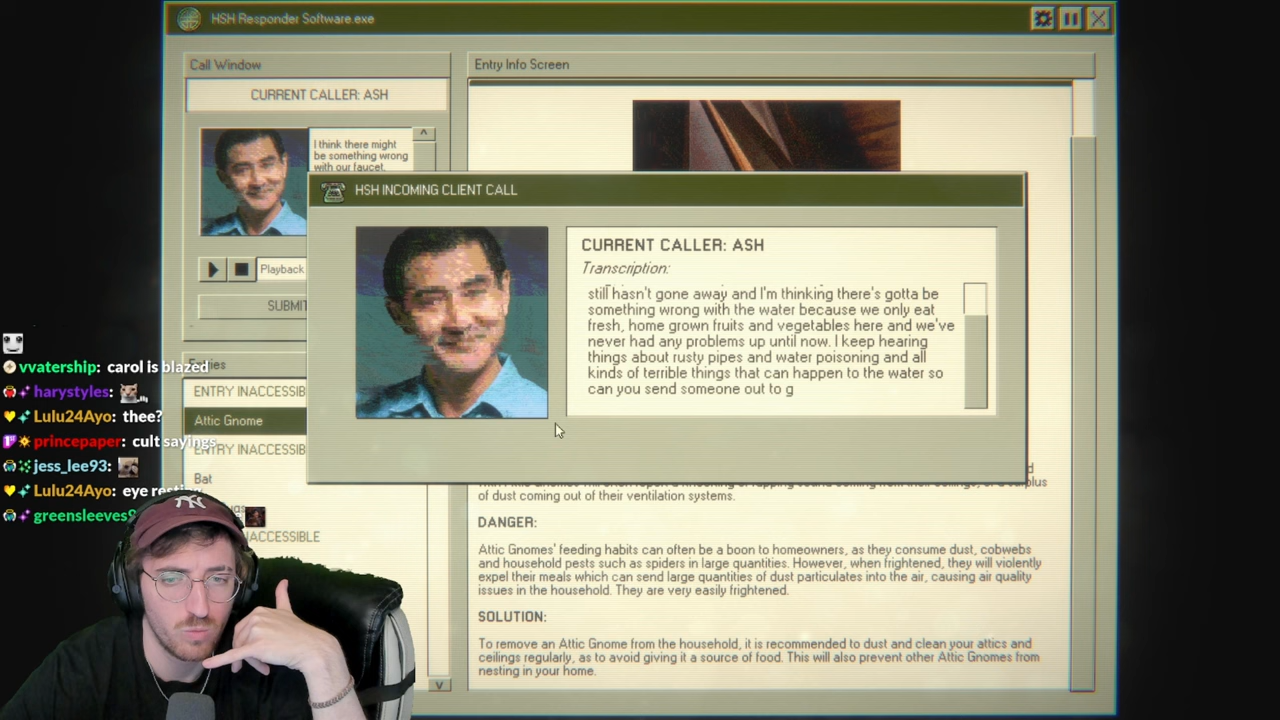 HSH Responder Software.exe
Call Window
CURRENT CALLER: ASH
I think there might
be something wrong
with our faucet.
Playback
SUBMIT
Entries
ENTRY INACCESSIB
Attic Gnome
ENTRY INACCESSIB
Bat
ACCESSIBLE
Entry Info Screen
HSH INCOMING CLIENT CALL
CURRENT CALLER: ASH
Transcription:
still hasn't gone away and I'm thinking there's gotta be
something wrong with the water because we only eat
fresh, home grown fruits and vegetables here and we've
never had any problems up until now. I keep hearing
things about rusty pipes and water poisoning and all
kinds of terrible things that can happen to the water so
can you send someone out to g
of dust coming out of their ventilation systems.
DANGER:
Attic Gnomes' feeding habits can often be a boon to homeowners, as they consume dust, cobwebs
and household pests such as spiders in large quantities. However, when frightened, they will violently
expel their meals which can send large quantities of dust particulates into the air, causing air quality
issues in the household. They are very easily frightened.
SOLUTION:
To remove an Attic Gnome from the household, it is recommended to dust and clean your attics and
ceilings regularly, as to avoid giving it a source of food. This will also prevent other Attic Gnomes from
nesting in your home.
vvatership: carol is blazed
harystyles:
Lulu24Ayo: thee?
princepaper: cult sayings
jess_lee93:
Lulu24Ayo: eye resting
greensleeves9
NY